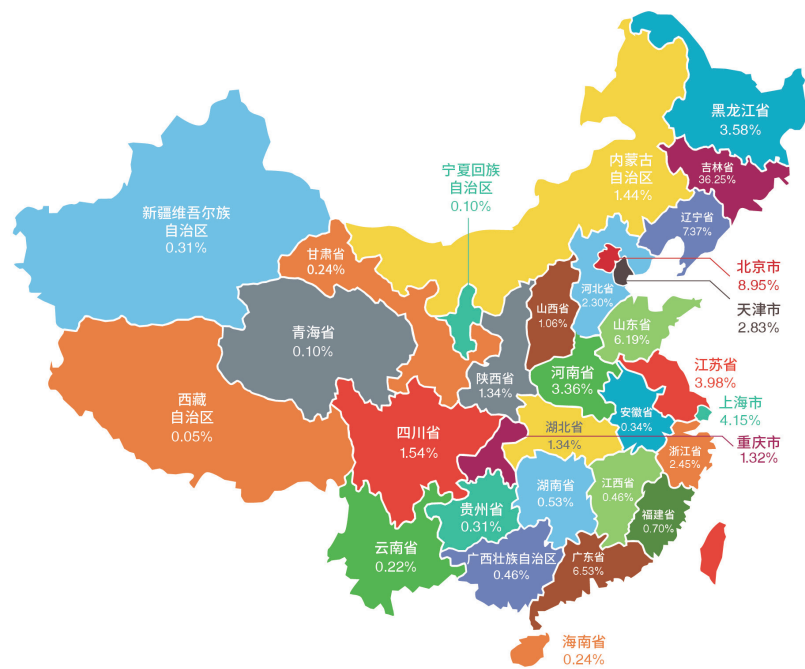 黑龙江省
3.58%
吉林省
36.25%
辽宁省
7.37%
内蒙古
自治区
1.44%
宁夏回族
自治区
0.10%
新疆维吾尔族
自治区
0.31%
甘肃省
0.24%
北京市
8.95%
河北省
2.30%
天津市
2.83%
山西省
1.06%
山东省
6.19%
青海省
0.10%
陕西省
1.34%
河南省
3.36%
江苏省
3.98%
西藏
自治区
0.05%
上海市
4.15%
安徽省
0.34%
四川省
1.54%
湖北省
1.34%
重庆市
1.32%
浙江省
2.45%
湖南省
0.53%
江西省
0.46%
贵州省
0.31%
福建省
0.70%
云南省
0.22%
广西壮族自治区
0.46%
广东省
6.53%
海南省
0.24%